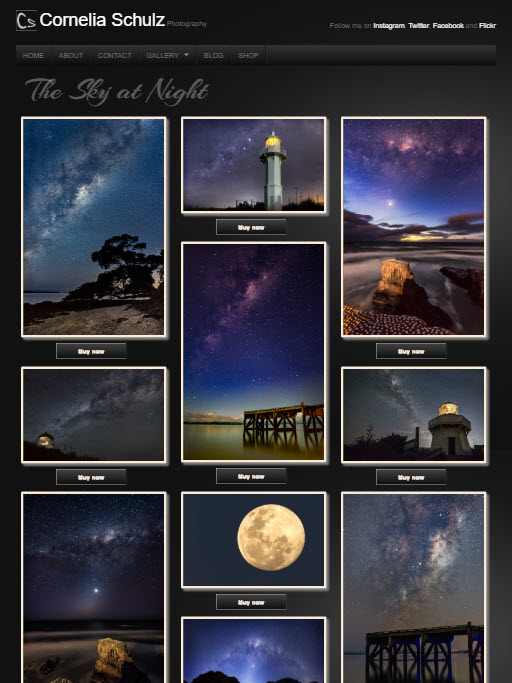 Cs Cornelia Schulz Photography
Follow me on Instagram, Twitter, Facebook and Flickr
HOME ABOUT CONTACT GALLERY BLOG SHOP
The Sky at Night
Buy now
Buy now
Buy now
Buy now
Buy now
Buy now
Buy now